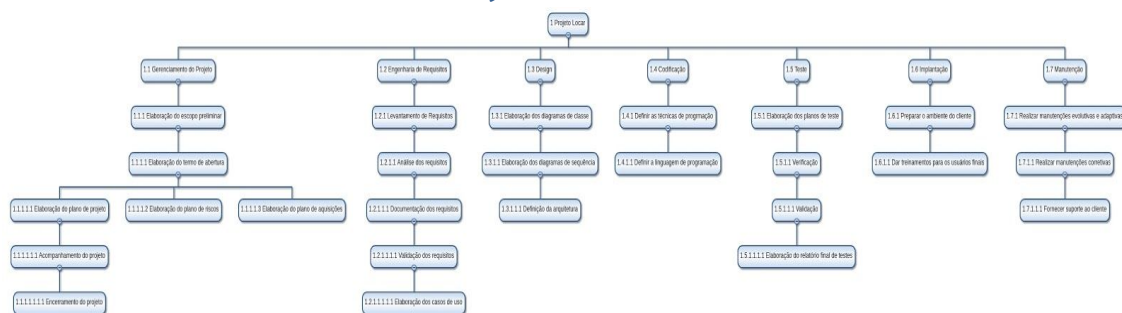 1 Projeto Locar
1.1 Gerenciamento do Projeto
1.2 Engenharia de Requisitos
1.3 Design
1.4 Codificação
1.5 Teste
1.6 Implantação
1.7 Manutenção
1.1.1 Elaboração do escopo preliminar
1.2.1 Levantamento de Requisitos
1.3.1 Elaboração dos diagramas de classe
1.4.1 Definir as técnicas de progrmação
1.5.1 Elaboração dos planos de teste
1.6.1 Preparar o ambiente do cliente
1.7.1 Realizar manutenções evolutivas e adaptivas
1.1.1.1 Elaboração do termo de abertura
1.2.1.1 Análise dos requisitos
1.3.1.1 Elaboração dos diagramas de sequência
1.4.1.1 Definir a linguagem de programação
1.5.1.1 Verificação
1.6.1.1 Dar treinamentos para os usuários finais
1.7.1.1 Realizar manutenções corretivas
1.1.1.1.1 Elaboração do plano de projeto
1.1.1.1.2 Elaboração do plano de riscos
1.1.1.1.3 Elaboração do plano de aquisições
1.2.1.1.1 Documentação dos requisitos
1.3.1.1.1 Definição da arquitetura
1.5.1.1.1 Validação
1.7.1.1.1 Fornecer suporte ao cliente
1.1.1.1.1.1 Acompanhamento do projeto
1.2.1.1.1.1 Validação dos requisitos
1.5.1.1.1.1 Elaboração do relatório final de testes
1.1.1.1.1.1.1 Encerramento do projeto
1.2.1.1.1.1.1 Elaboração dos casos de uso